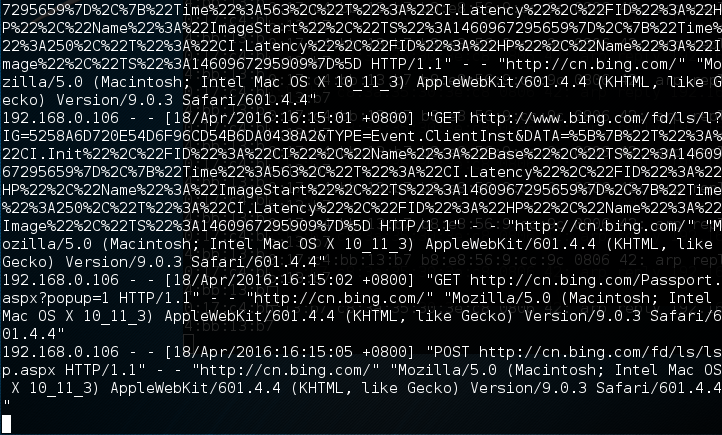 7295659%7D%2C%7B%22Time%22%3A563%2C%22T%22%3A%22CI.Latency%22%2C%22FID%22%3A%22H
P%22%2C%22Name%22%3A%22ImageStart%22%2C%22TS%22%3A1460967295659%7D%2C%7B%22Time%
22%3A250%2C%22T%22%3A%22CI.Latency%22%2C%22FID%22%3A%22HP%22%2C%22Name%22%3A%22I
mage%22%2C%22TS%22%3A1460967295909%7D%5D HTTP/1.1" - - "http://cn.bing.com/" "Mo
zilla/5.0 (Macintosh; Intel Mac OS X 10_11_3) AppleWebKit/601.4.4 (KHTML, like G
ecko) Version/9.0.3 Safari/601.4.4"
192.168.0.106 - - [18/Apr/2016:16:15:01 +0800] "GET http://www.bing.com/fd/ls/l?
IG=5258A6D720E54D6F96CD54B6DA0438A2&TYPE=Event.ClientInst&DATA=%5B%7B%22T%22%3A%
22CI.Init%22%2C%22FID%22%3A%22CI%22%2C%22Name%22%3A%22Base%22%2C%22TS%22%3A14609
67295659%7D%2C%7B%22Time%22%3A563%2C%22T%22%3A%22CI.Latency%22%2C%22FID%22%3A%22
HP%22%2C%22Name%22%3A%22ImageStart%22%2C%22TS%22%3A1460967295659%7D%2C%7B%22Time
%22%3A250%2C%22T%22%3A%22CI.Latency%22%2C%22FID%22%3A%22HP%22%2C%22Name%22%3A%22
Image%22%2C%22TS%22%3A1460967295909%7D%5D HTTP/1.1" - - "http://cn.bing.com/" "M
ozilla/5.0 (Macintosh; Intel Mac OS X 10_11_3) AppleWebKit/601.4.4 (KHTML, like
Gecko) Version/9.0.3 Safari/601.4.4"
192.168.0.106 - - [18/Apr/2016:16:15:02 +0800] "GET http://cn.bing.com/Passport.
aspx?popup=1 HTTP/1.1" - - "http://cn.bing.com/" "Mozilla/5.0 (Macintosh; Intel
Mac OS X 10_11_3) AppleWebKit/601.4.4 (KHTML, like Gecko) Version/9.0.3 Safari/6
01.4.4"
192.168.0.106 - - [18/Apr/2016:16:15:05 +0800] "POST http://cn.bing.com/fd/ls/ls
p.aspx HTTP/1.1" - - "http://cn.bing.com/" "Mozilla/5.0 (Macintosh; Intel Mac OS
 X 10_11_3) AppleWebKit/601.4.4 (KHTML, like Gecko) Version/9.0.3 Safari/601.4.4
"